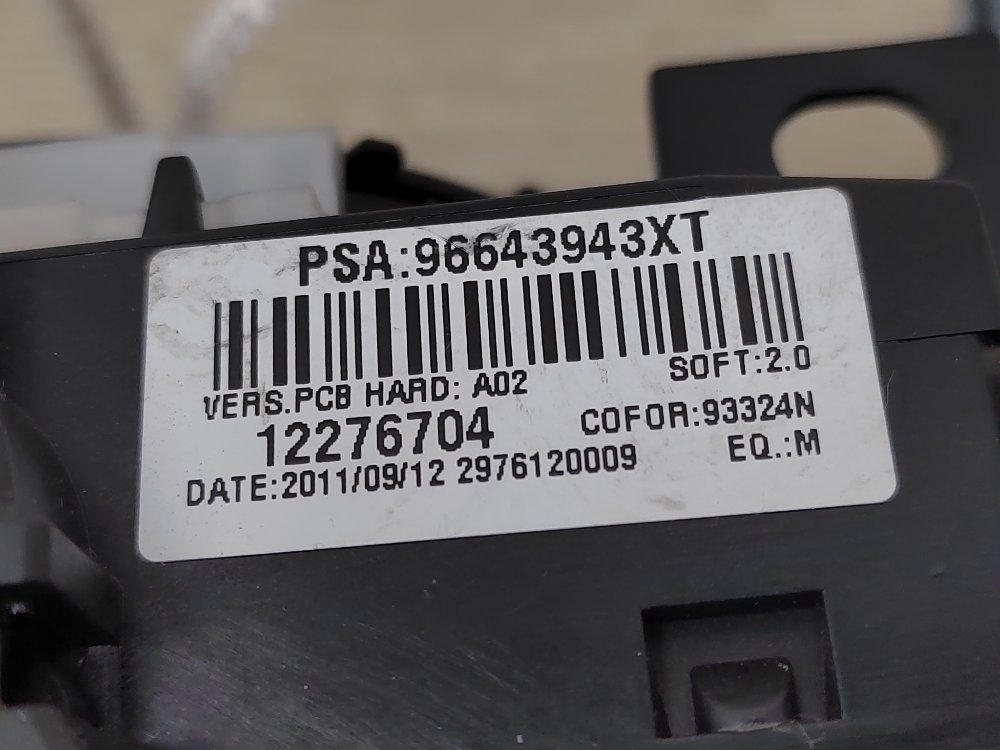 PSA:96643943XT
VERS.PCB HARD: A02 SOFT:2.0
12276704 COFOR:93324N
DATE:2011/09/12 2976120009 EQ.:M